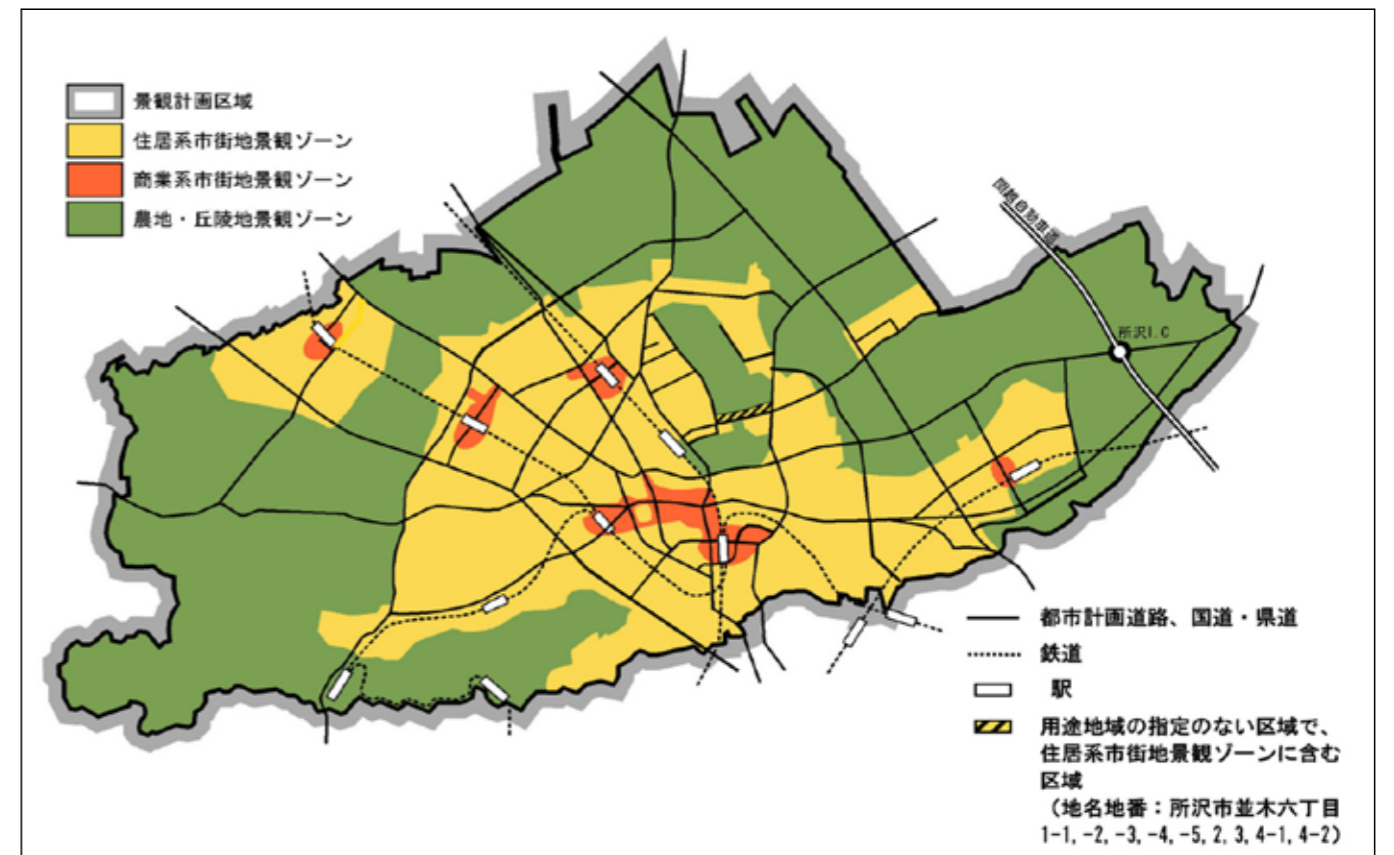 景観計画区域
住居系市街地景観ゾーン
商業系市街地景観ゾーン
農地・丘陵地景観ゾーン
関越自動車道
所沢I.C
都市計画道路、国道・県道
鉄道
駅
用途地域の指定のない区域で、
住居系市街地景観ゾーンに含む
区域
（地名地番：所沢市並木六丁目
1-1, -2, -3, -4, -5, 2, 3, 4-1, 4-2）